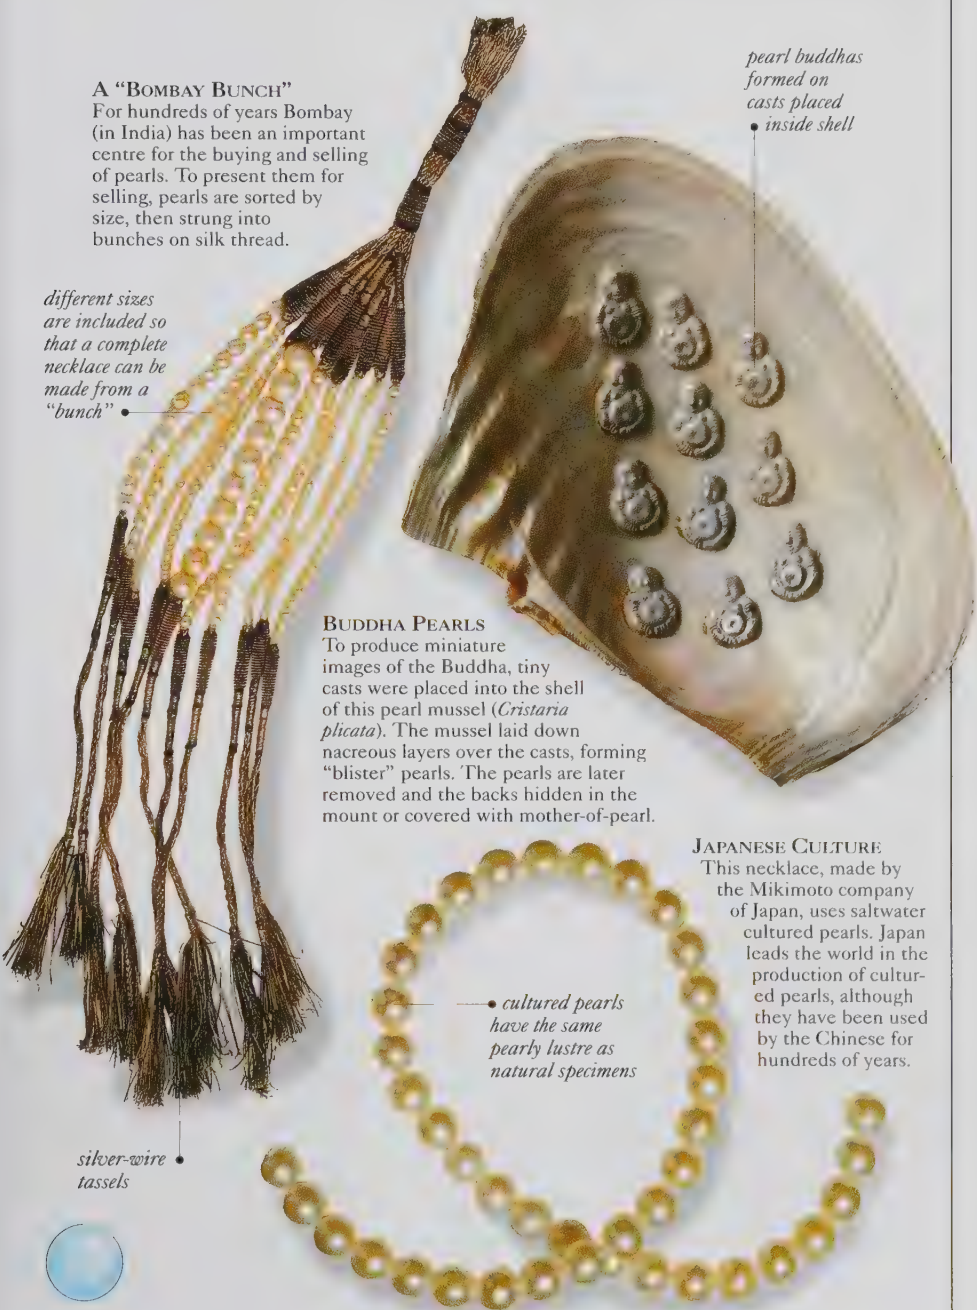 A “BOMBAY BUNCH”
For hundreds of years Bombay
(in India) has been an important
centre for the buying and selling
of pearls. To present them for
selling, pearls are sorted by
size, then strung into
bunches on silk thread.
different sizes
are included so
that a complete
necklace can be
made from a
“bunch”
pearl buddhas
formed on
casts placed
inside shell
BUDDHA PEARLS
To produce miniature
images of the Buddha, tiny
casts were placed into the shell
of this pearl mussel (Cristaria
plicata). The mussel laid down
nacreous layers over the casts, forming
“blister” pearls. The pearls are later
removed and the backs hidden in the
mount or covered with mother-of-pearl.
JAPANESE CULTURE
This necklace, made by
the Mikimoto company
of Japan, uses saltwater
cultured pearls. Japan
leads the world in the
production of cultur-
ed pearls, although
they have been used
by the Chinese for
hundreds of years.
cultured pearls
have the same
pearly lustre as
natural specimens
silver-wire
tassels